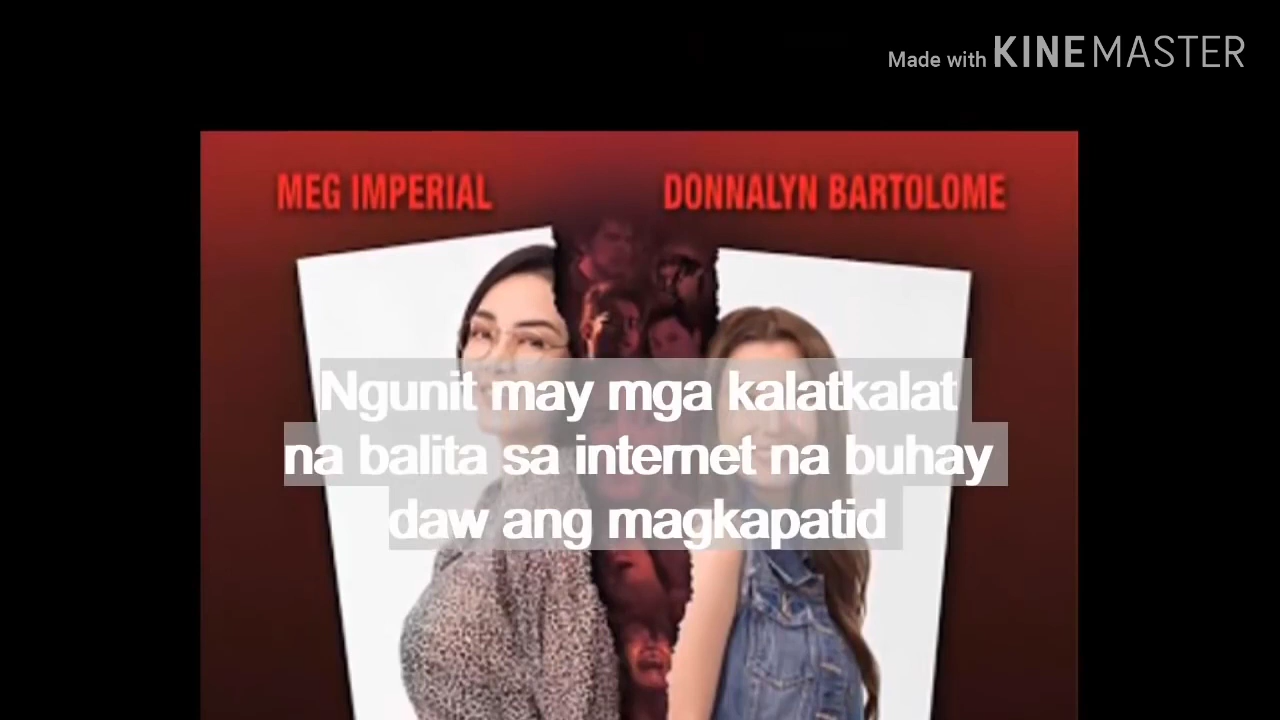 Made with KINEMASTER
MEG IMPERIAL DONNALYN BARTOLOME
Ngunit may mga kalatkalat
na balita sa internet na buhay
daw ang magkapatid